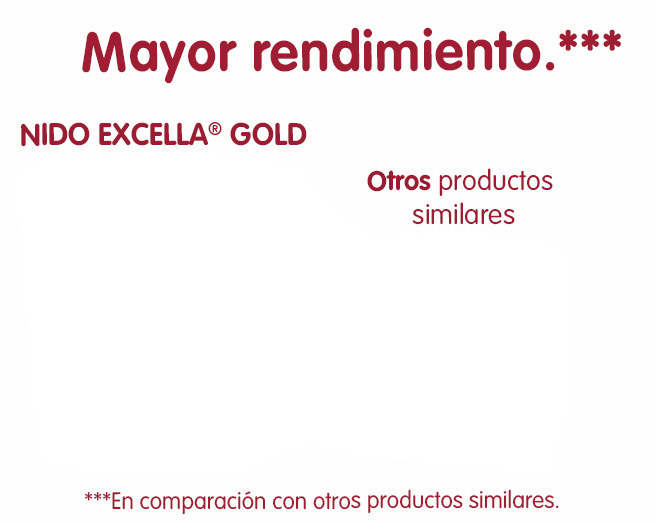 Mayor rendimiento.***
NIDO EXCELLA® GOLD
Otros productos
similares
***En comparación con otros productos similares.